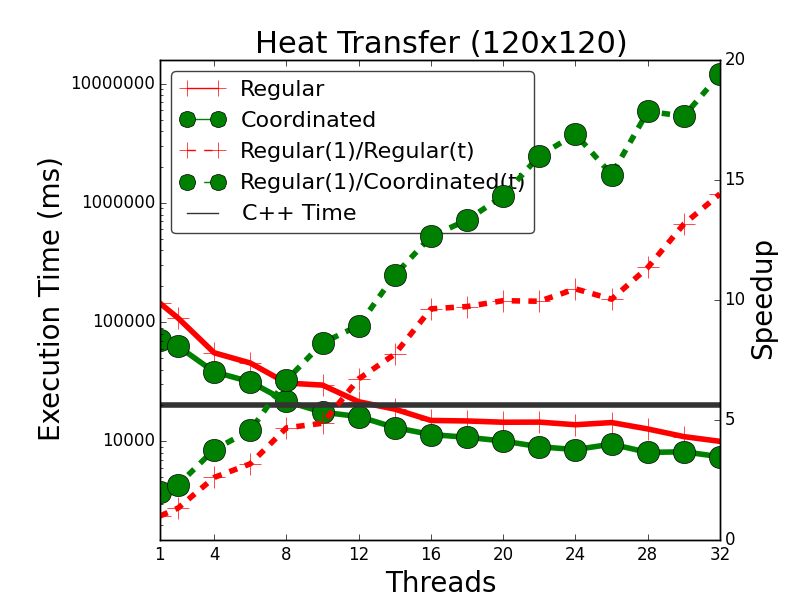 Heat Transfer (120x120)
Regular
Coordinated
Regular(1)/Regular(t)
Regular(1)/Coordinated(t)
C++ Time
Execution Time (ms)
10000000
1000000
100000
10000
20
15
10
5
0
Speedup
1 4 8 12 16 20 24 28 32
Threads